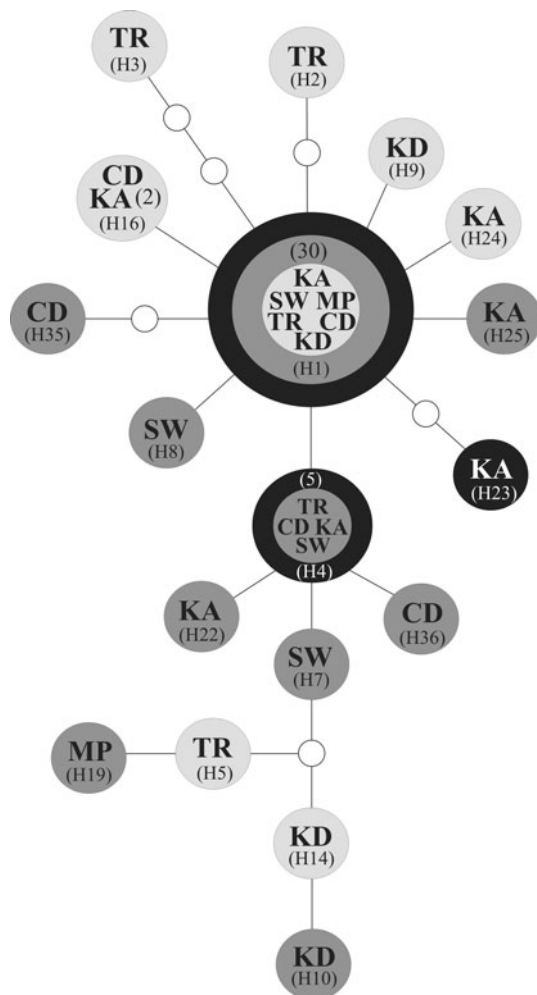 TR
(H3)
TR
(H2)
KD
(H9)
CD
KA(2)
(H16)
KA
(H24)
(30)
KA
SW MP
TR CD
KD
(H1)
CD
(H35)
KA
(H25)
SW
(H8)
KA
(H23)
(5)
TR
CD KA
SW
(H4)
KA
(H22)
CD
(H36)
SW
(H7)
MP
(H19)
TR
(H5)
KD
(H14)
KD
(H10)